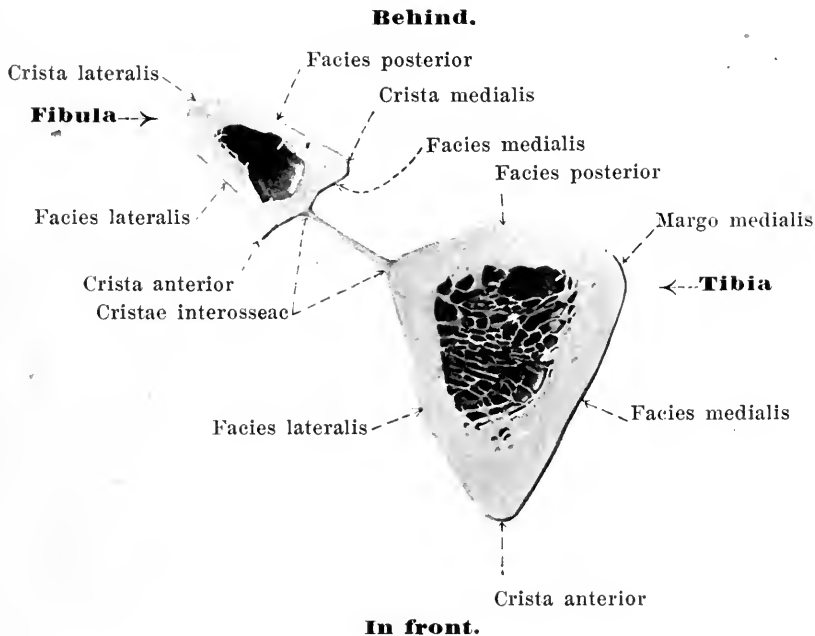 Behind.
Facies posterior
Crista lateralis
Crista medialis
Fibula
Facies medialis
Facies posterior
Facies lateralis
Margo medialis
Crista anterior
Tibia
Cristae interosseae
Facies medialis
Facies lateralis
Crista anterior
In front.